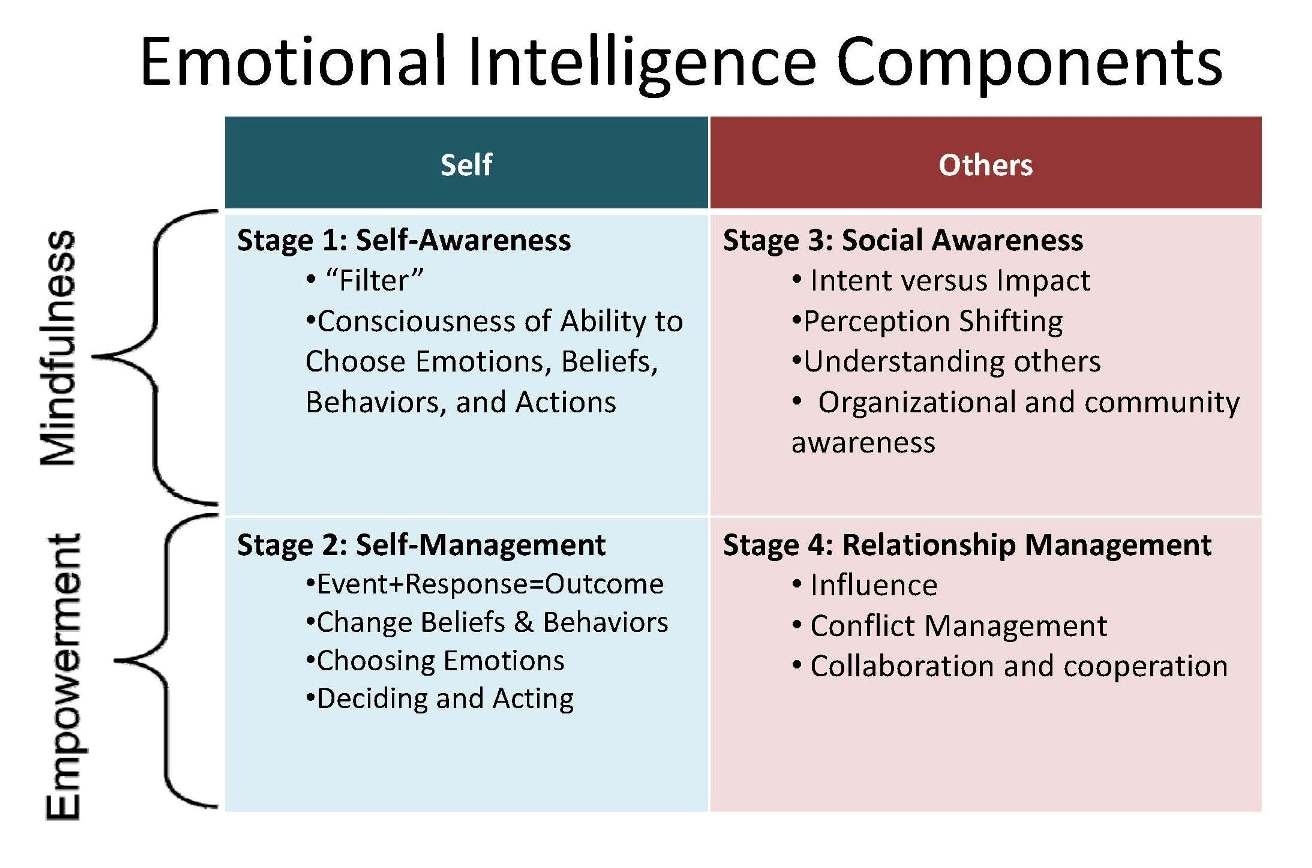 Emotional Intelligence Components
Self
Others
Mindfulness
Stage 1: Self-Awareness
• “Filter”
•Consciousness of Ability to
Choose Emotions, Beliefs,
Behaviors, and Actions
Stage 3: Social Awareness
• Intent versus Impact
•Perception Shifting
•Understanding others
• Organizational and community
awareness
Empowerment
Stage 2: Self-Management
•Event+Response=Outcome
•Change Beliefs & Behaviors
•Choosing Emotions
•Deciding and Acting
Stage 4: Relationship Management
• Influence
• Conflict Management
• Collaboration and cooperation